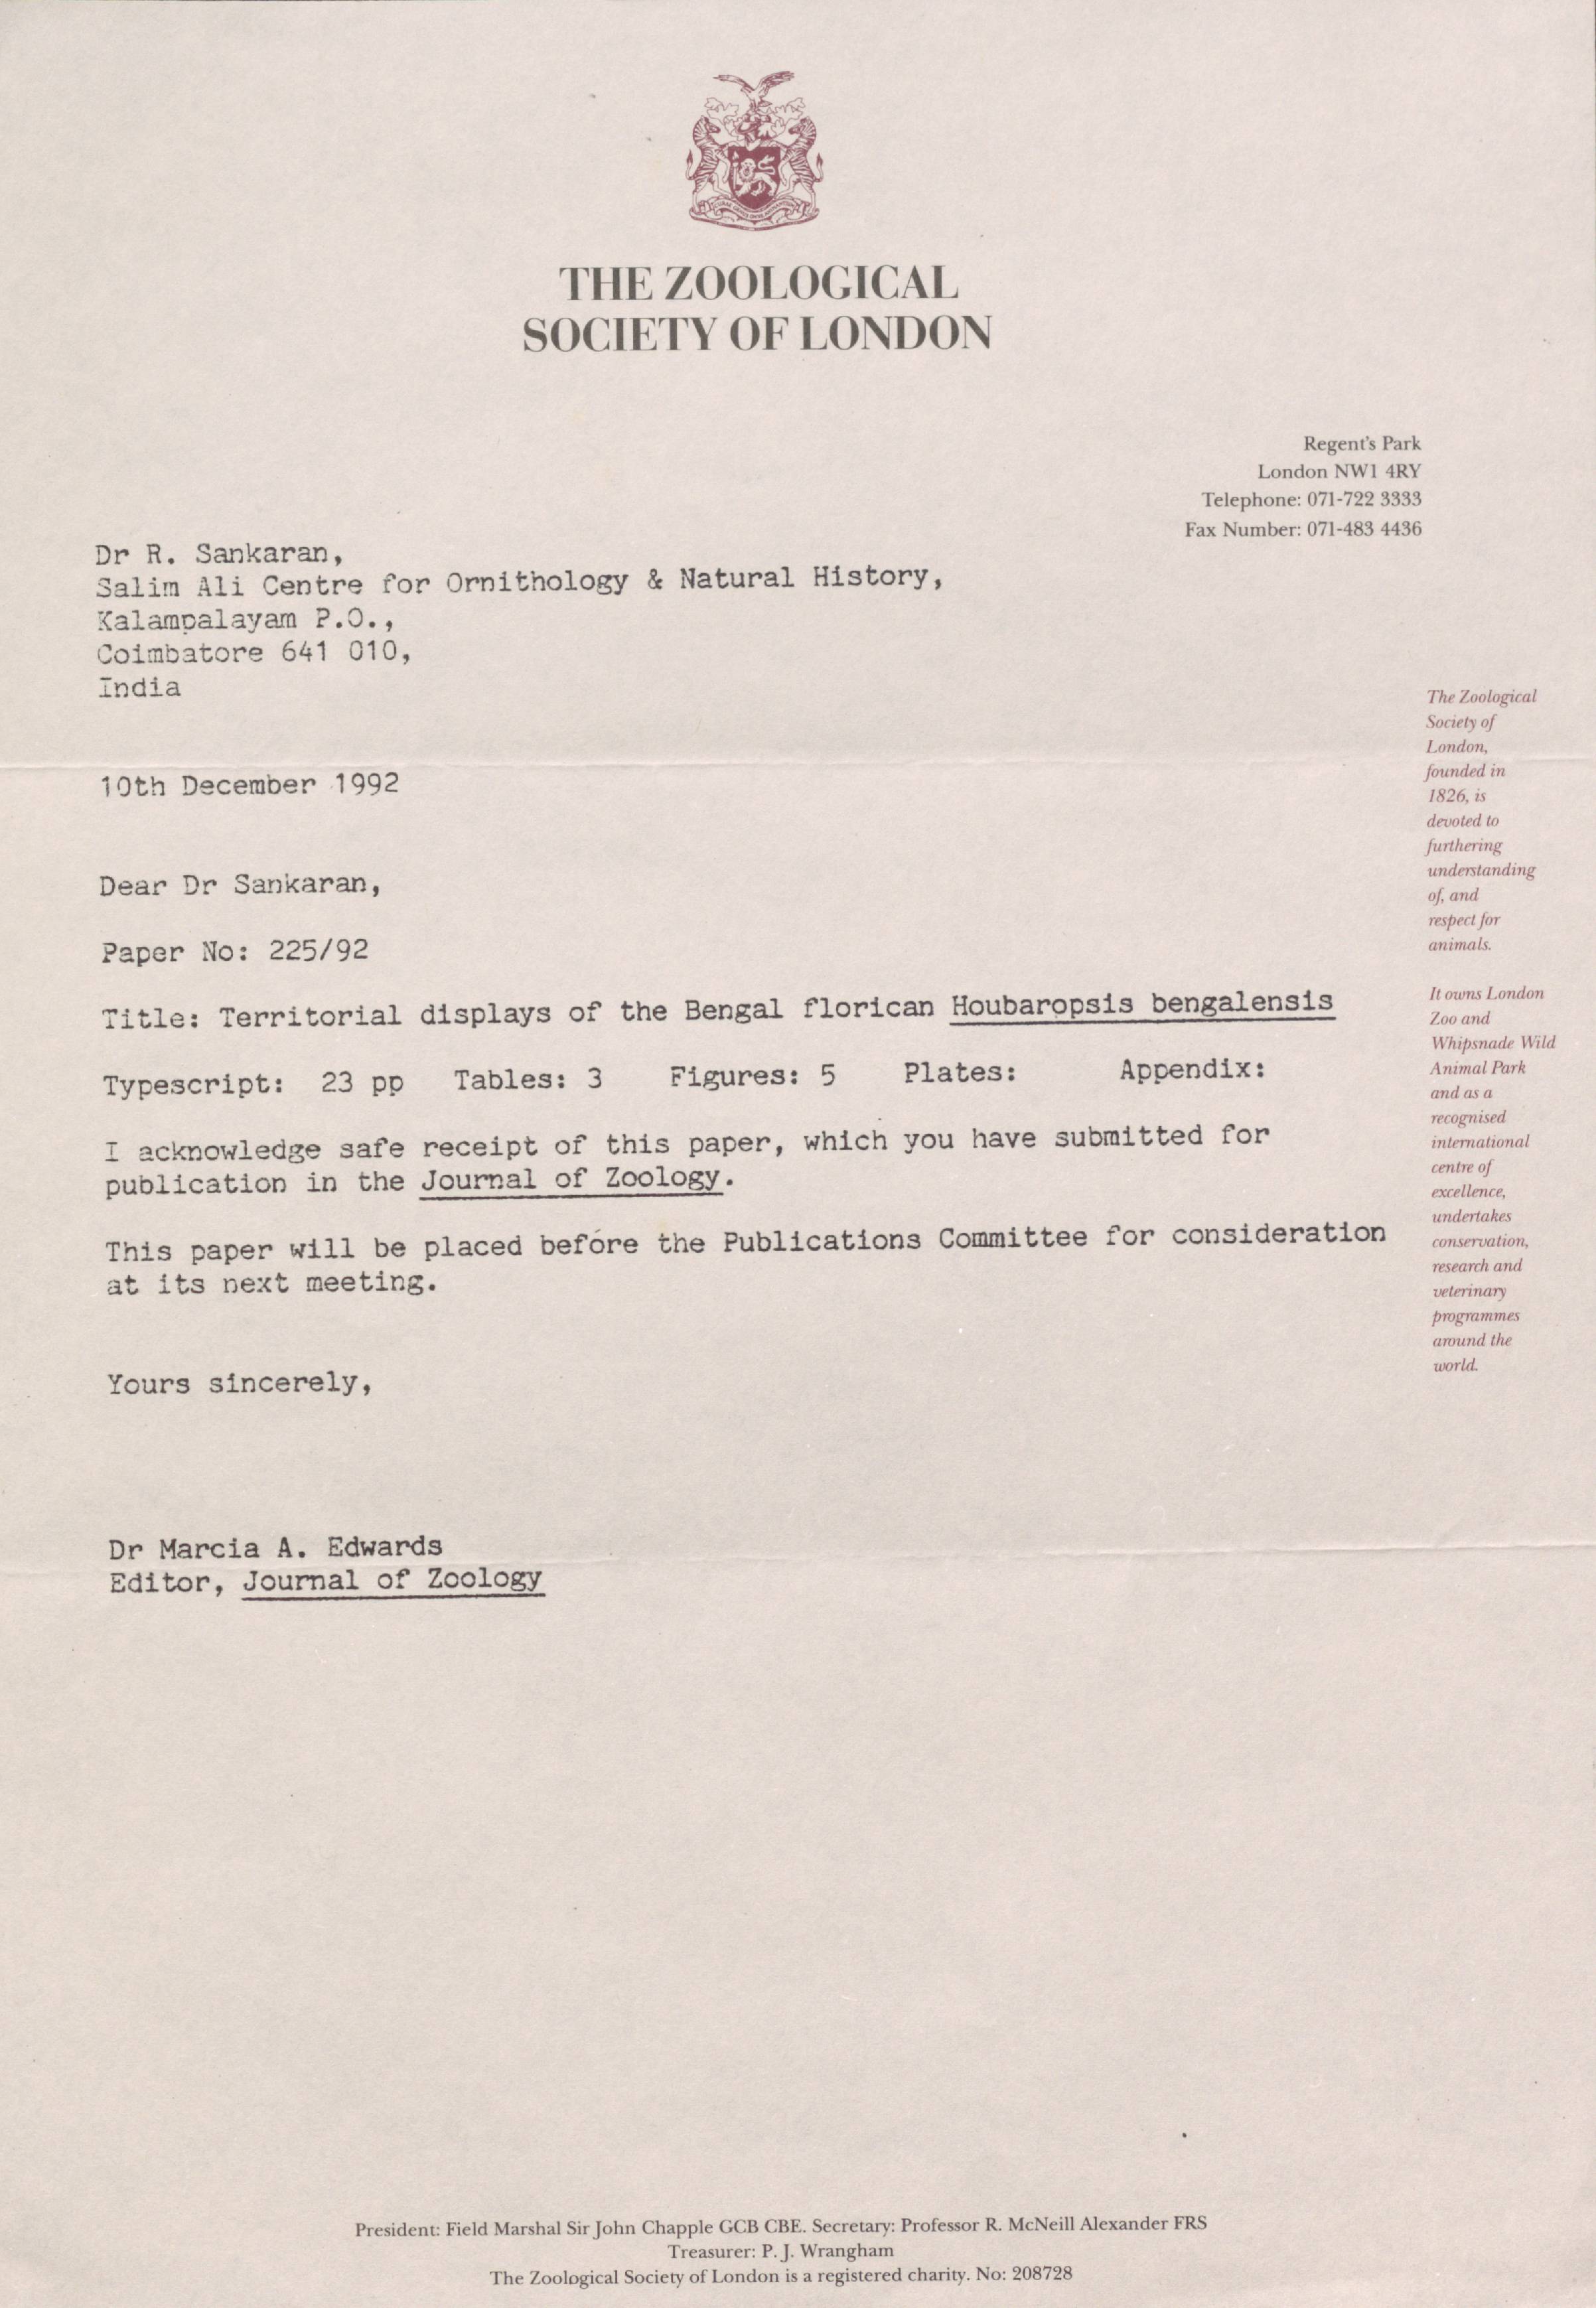 THE ZOOLOGICAL
SOCIETY OF LONDON
Regent's Park
London NW1 4RY
Telephone: 071-722 3333
Fax Number: 071-483 4436
Dr R. Sankaran,
Salim Ali Centre for Ornithology & Natural History,
Kalampalayam P.O.,
Coimbatore 641 010,
India
10th December 1992
Dear Dr Sankaran,
Paper No: 225/92
Title: Territorial displays of the Bengal florican Houbaropsis bengalensis
Typescript: 23 pp Tables: 3 Figures: 5 Plates: Appendix:
I acknowledge safe receipt of this paper, which you have submitted for
publication in the Journal of Zoology.
This paper will be placed before the Publications Committee for consideration
at its next meeting.
Yours sincerely,
Dr Marcia A. Edwards
Editor, Journal of Zoology
The Zoological
Society of
London,
founded in
1826, is
devoted to
furthering
understanding
of, and
respect for
animals.
It owns London
Zoo and
Whipsnade Wild
Animal Park
and as a
recognised
international
centre of
excellence,
undertakes
conservation,
research and
veterinary
programmes
around the
world.
President: Field Marshal Sir John Chapple GCB CBE. Secretary: Professor R. McNeill Alexander FRS
Treasurer: P. J. Wrangham
The Zoological Society of London is a registered charity. No: 208728